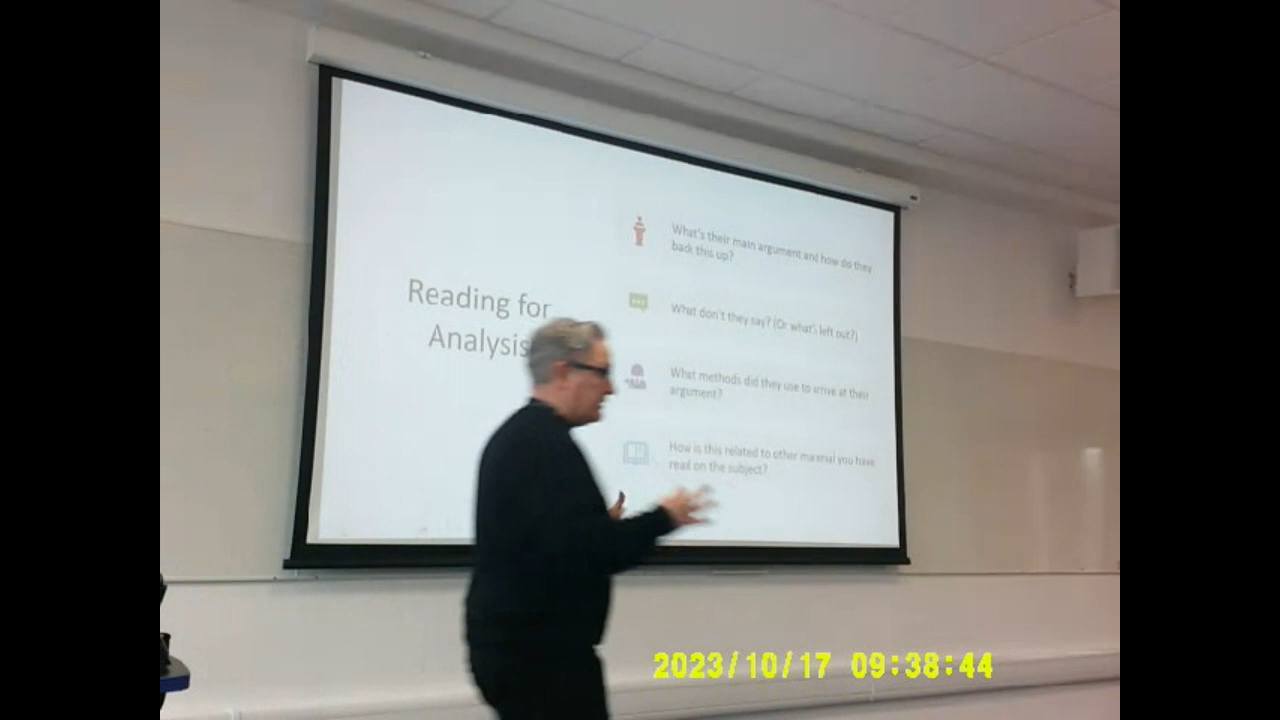 Reading for
Analysis
What's their main argument and how do they
back this up?
What don't they say? (Or what's left out?)
What methods did they use to arrive at their
argument?
How is this related to other material you have
read on the subject?
2023/10/17 09:38:44